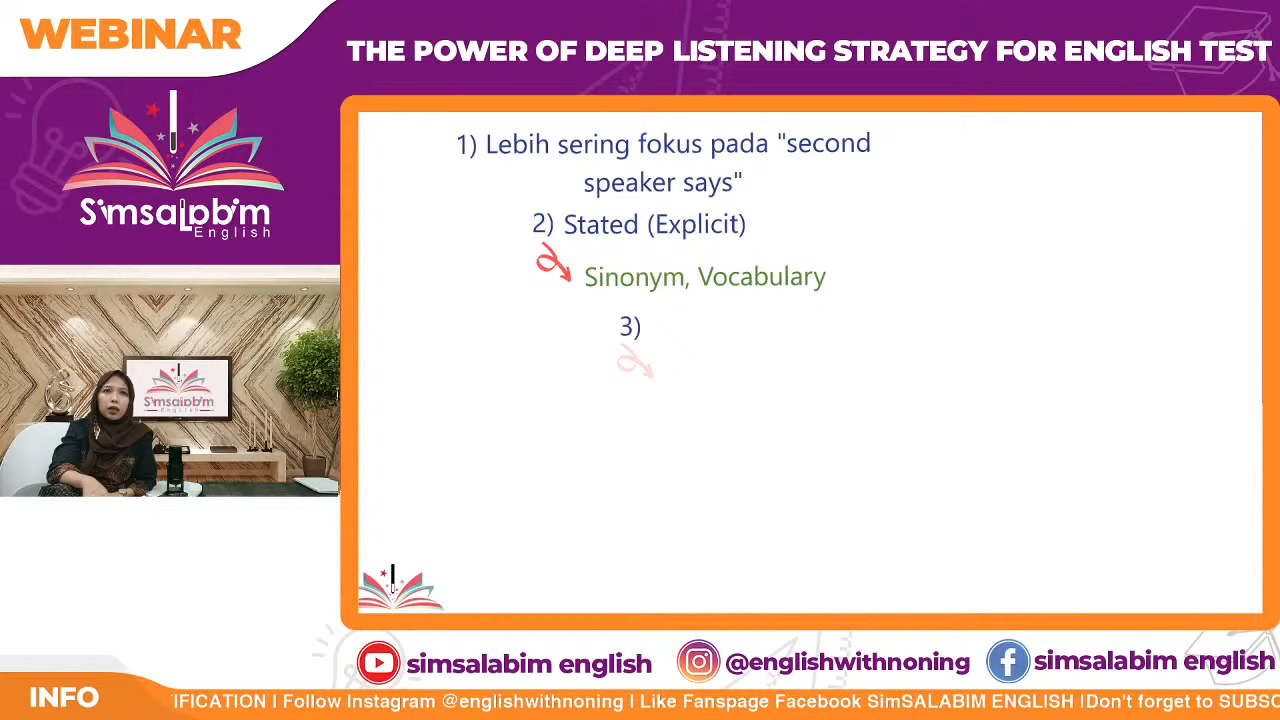 WEBINAR
THE POWER OF DEEP LISTENING STRATEGY FOR ENGLISH TEST
SimsaLabim
English
1) Lebih sering fokus pada "second
speaker says"
2) Stated (Explicit)
Sinonym, Vocabulary
3)
Simsalabim
English
simsalabim english
@englishwithnoning
simsalabim english
INFO
IFICATION I Follow Instagram @englishwithnoning I Like Fanspage Facebook SimSALABIM ENGLISH IDon't forget to SUBSC